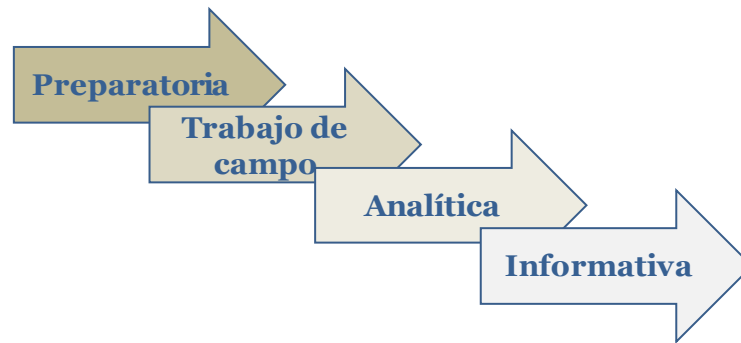 Preparatoria
Trabajo de
campo
Analítica
Informativa